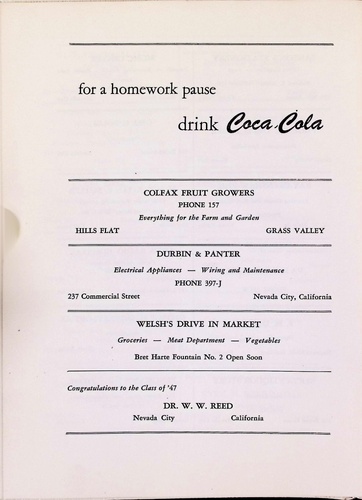 for a homework pause
drink Coca-Cola
COLFAX FRUIT GROWERS
PHONE 157
Everything for the Farm and Garden
HILLS FLAT GRASS VALLEY
DURBIN & PANTER
Electrical Appliances — Wiring and Maintenance
PHONE 397-J
237 Commercial Street Nevada City, California
WELSH'S DRIVE IN MARKET
Groceries — Meat Department — Vegetables
Bret Harte Fountain No. 2 Open Soon
Congratulations to the Class of '47
DR. W. W. REED
Nevada City California